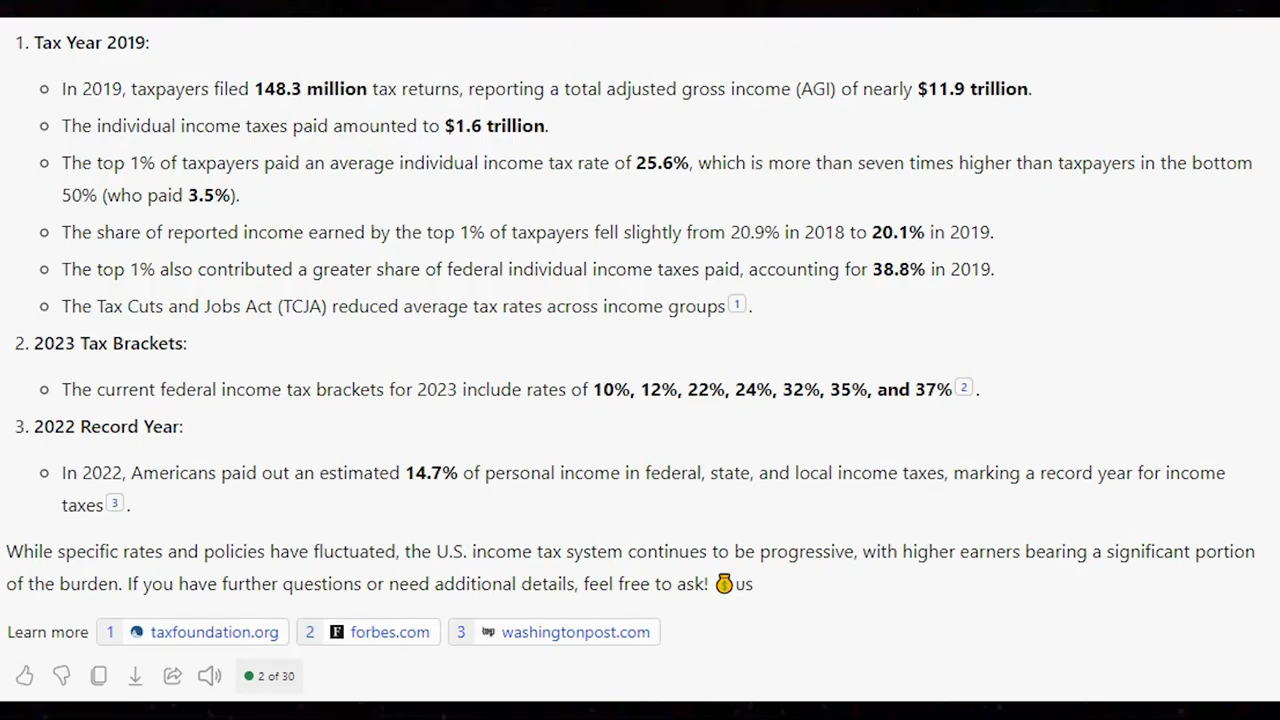 1. Tax Year 2019:
In 2019, taxpayers filed 148.3 million tax returns, reporting a total adjusted gross income (AGI) of nearly $11.9 trillion.
The individual income taxes paid amounted to $1.6 trillion.
The top 1% of taxpayers paid an average individual income tax rate of 25.6%, which is more than seven times higher than taxpayers in the bottom
50% (who paid 3.5%).
The share of reported income earned by the top 1% of taxpayers fell slightly from 20.9% in 2018 to 20.1% in 2019.
The top 1% also contributed a greater share of federal individual income taxes paid, accounting for 38.8% in 2019.
The Tax Cuts and Jobs Act (TCJA) reduced average tax rates across income groups 1 .
2. 2023 Tax Brackets:
The current federal income tax brackets for 2023 include rates of 10%, 12%, 22%, 24%, 32%, 35%, and 37% 2 .
3. 2022 Record Year:
In 2022, Americans paid out an estimated 14.7% of personal income in federal, state, and local income taxes, marking a record year for income
taxes 3 .
While specific rates and policies have fluctuated, the U.S. income tax system continues to be progressive, with higher earners bearing a significant portion
of the burden. If you have further questions or need additional details, feel free to ask! 💰US
Learn more 1 taxfoundation.org 2 forbes.com 3 washingtonpost.com
2 of 30